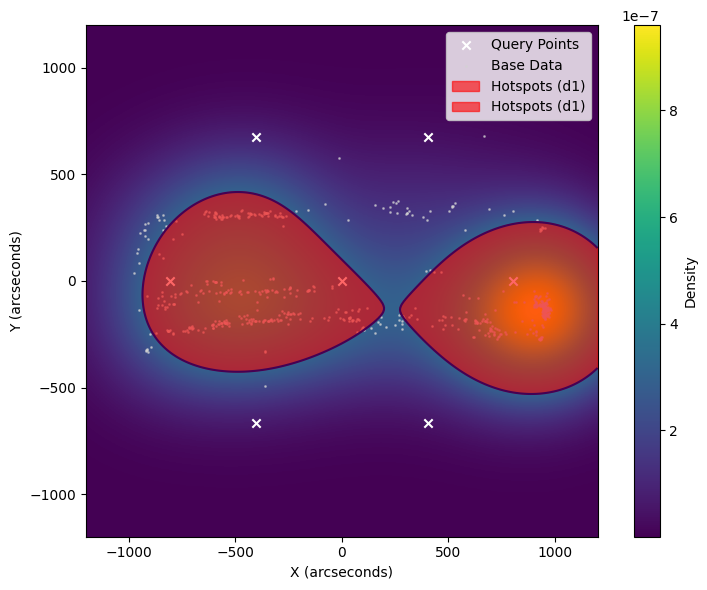 1e−7
Query Points
Base Data
Hotspots (d1)
Hotspots (d1)
1000
500
0
−500
−1000
Y (arcseconds)
−1000
−500
0
500
1000
X (arcseconds)
8
6
4
2
Density